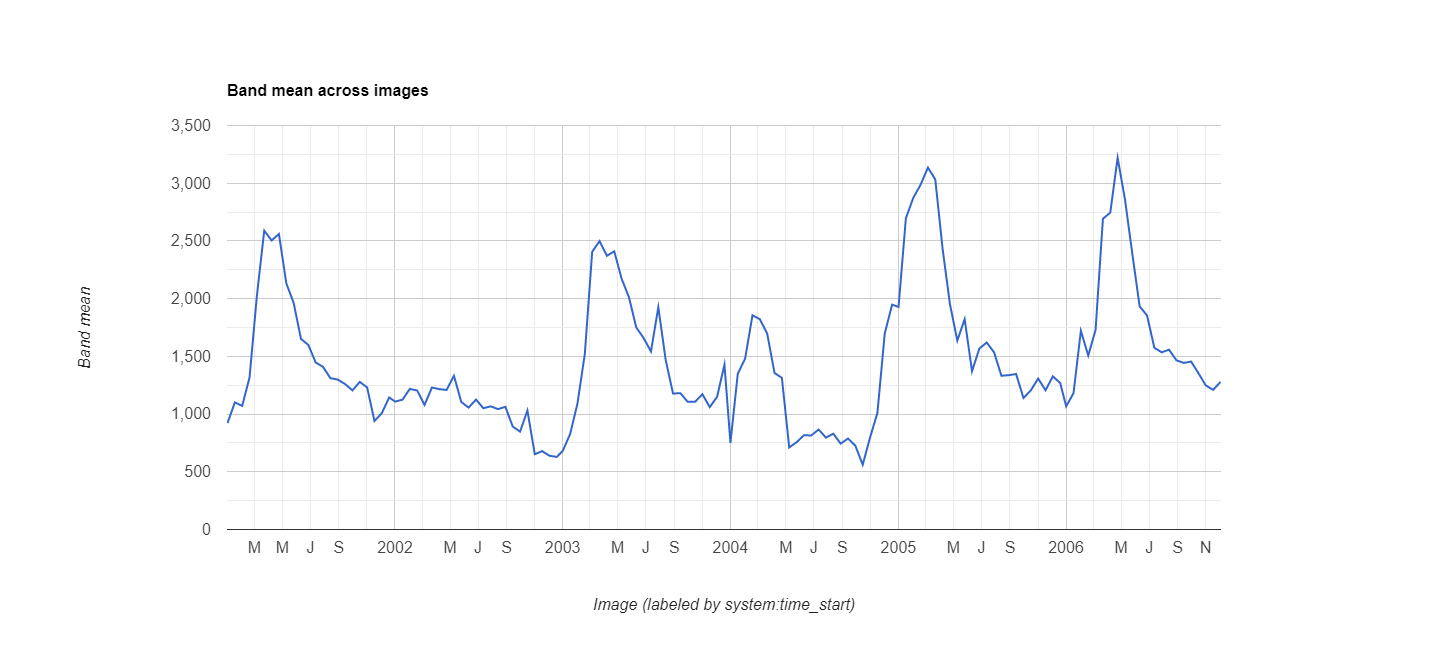 Band mean across images
3,500
3,000
2,500
2,000
1,500
1,000
500
0
Band mean
M M J S 2002 M J S 2003 M J S 2004 M J S 2005 M J S 2006 M J S N
Image (labeled by system:time_start)